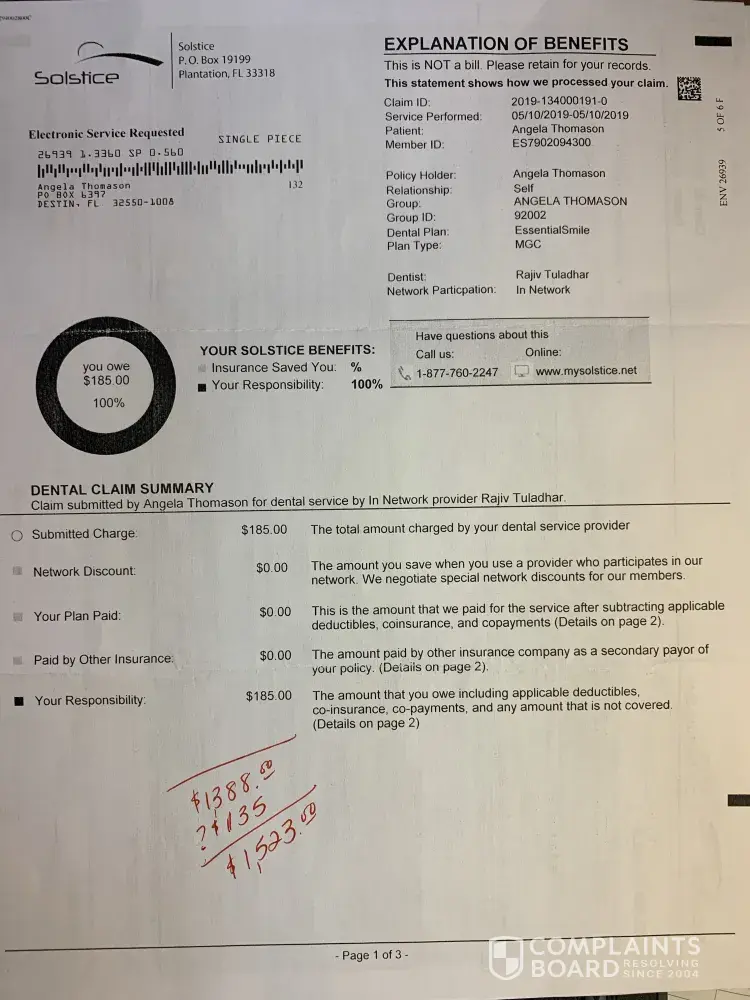 Solstice
Solstice
P.O. Box 19199
Plantation, FL 33318
Electronic Service Requested
SINGLE PIECE
26939 1.3360 SP 0.560
Angela Thomason
132
PO BOX 6397
DESTIN, FL 32550-1008
EXPLANATION OF BENEFITS
This is NOT a bill. Please retain for your records.
This statement shows how we processed your claim.
Claim ID: 2019-134000191-0
Service Performed: 05/10/2019-05/10/2019
Patient: Angela Thomason
Member ID: ES7902094300
Policy Holder: Angela Thomason
Relationship: Self
Group: ANGELA THOMASON
Group ID: 92002
Dental Plan: EssentialSmile
Plan Type: MGC
Dentist: Rajiv Tuladhar
Network Particpation: In Network
5 OF 6 F
ENV 26939
you owe
$185.00
100%
YOUR SOLSTICE BENEFITS:
Insurance Saved You: %
Your Responsibility: 100%
Have questions about this
Call us: Online:
1-877-760-2247 www.mysolstice.net
DENTAL CLAIM SUMMARY
Claim submitted by Angela Thomason for dental service by In Network provider Rajiv Tuladhar.
Submitted Charge: $185.00 The total amount charged by your dental service provider
Network Discount: $0.00 The amount you save when you use a provider who participates in our
network. We negotiate special network discounts for our members.
Your Plan Paid: $0.00 This is the amount that we paid for the service after subtracting applicable
deductibles, coinsurance, and copayments (Details on page 2).
Paid by Other Insurance: $0.00 The amount paid by other insurance company as a secondary payor of
your policy. (Details on page 2).
Your Responsibility: $185.00 The amount that you owe including applicable deductibles,
co-insurance, co-payments, and any amount that is not covered.
(Details on page 2)
$1388.00
? $135
$1,523.00
- Page 1 of 3 -
COMPLAINTS
BOARD RESOLVING
SINCE 2004